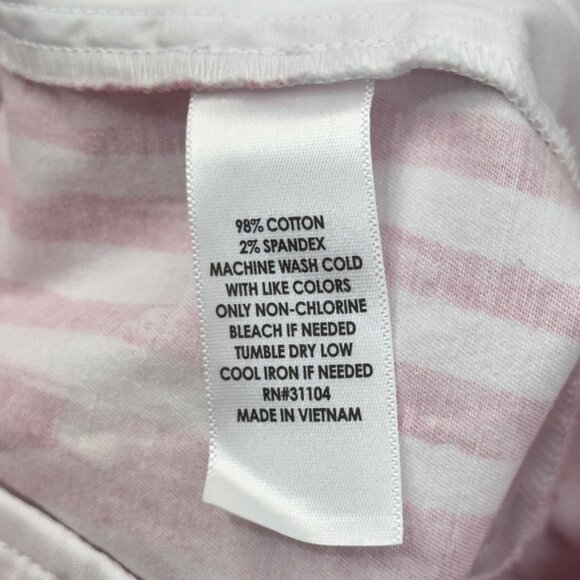 98% COTTON
2% SPANDEX
MACHINE WASH COLD
WITH LIKE COLORS
ONLY NON-CHLORINE
BLEACH IF NEEDED
TUMBLE DRY LOW
COOL IRON IF NEEDED
RN#31104
MADE IN VIETNAM